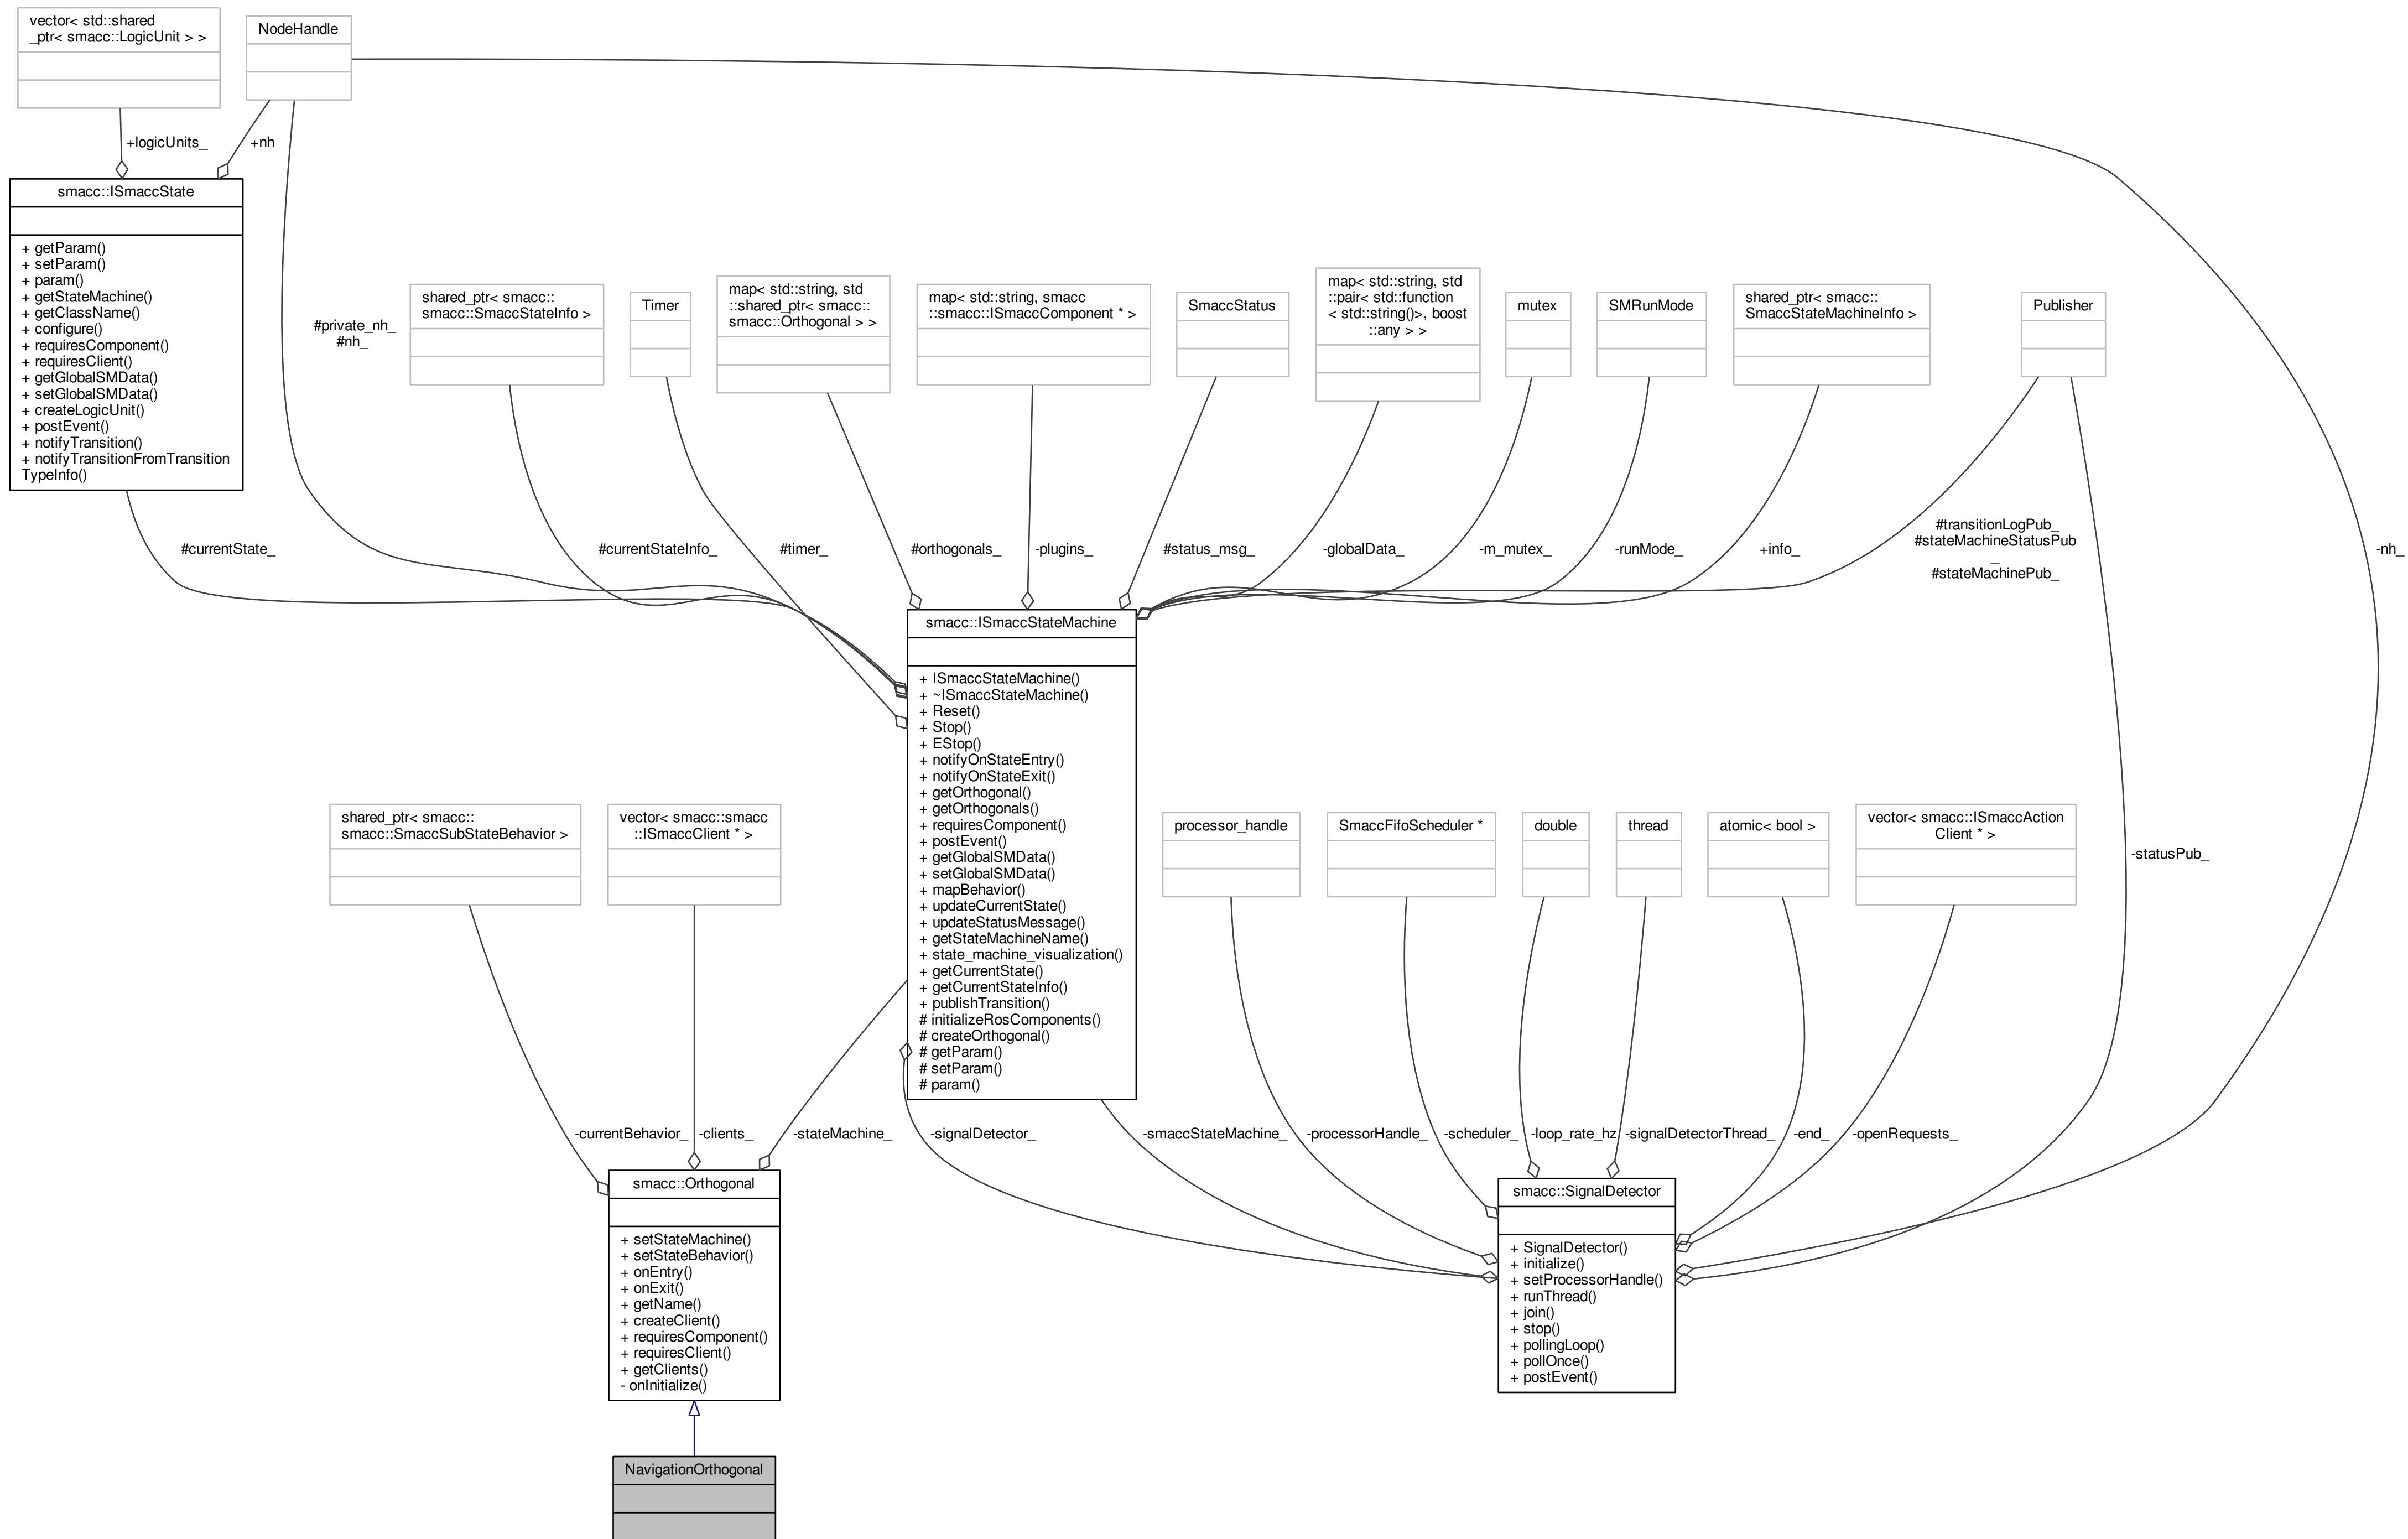 vector< std::shared
_ptr< smacc::LogicUnit > >
NodeHandle
+logicUnits_
+nh
smacc::ISmaccState
+ getParam()
+ setParam()
+ param()
+ getStateMachine()
+ getClassName()
+ configure()
+ requiresComponent()
+ requiresClient()
+ getGlobalSMData()
+ setGlobalSMData()
+ createLogicUnit()
+ postEvent()
+ notifyTransition()
+ notifyTransitionFromTransition
TypeInfo()
#private_nh_
#nh_
shared_ptr< smacc::
smacc::SmaccStateInfo >
Timer
map< std::string, std
::shared_ptr< smacc::
smacc::Orthogonal > >
map< std::string, smacc
::smacc::ISmaccComponent * >
SmaccStatus
map< std::string, std
::pair< std::function
< std::string()>, boost
::any > >
mutex
SMRunMode
shared_ptr< smacc::
SmaccStateMachineInfo >
Publisher
#currentState_
#currentStateInfo_
#timer_
#orthogonals_
-plugins_
#status_msg_
-globalData_
-m_mutex_
-runMode_
+info_
#transitionLogPub_
#stateMachineStatusPub
_
#stateMachinePub_
-nh_
smacc::ISmaccStateMachine
+ ISmaccStateMachine()
+ ~ISmaccStateMachine()
+ Reset()
+ Stop()
+ EStop()
+ notifyOnStateEntry()
+ notifyOnStateExit()
+ getOrthogonal()
+ getOrthogonals()
+ requiresComponent()
+ postEvent()
+ getGlobalSMData()
+ setGlobalSMData()
+ mapBehavior()
+ updateCurrentState()
+ updateStatusMessage()
+ getStateMachineName()
+ state_machine_visualization()
+ getCurrentState()
+ getCurrentStateInfo()
+ publishTransition()
# initializeRosComponents()
# createOrthogonal()
# getParam()
# setParam()
# param()
shared_ptr< smacc::
smacc::SmaccSubStateBehavior >
vector< smacc::smacc
::ISmaccClient * >
processor_handle
SmaccFifoScheduler *
double
thread
atomic< bool >
vector< smacc::ISmaccAction
Client * >
-statusPub_
-currentBehavior_
-clients_
-stateMachine_
-signalDetector_
-smaccStateMachine_
-processorHandle_
-scheduler_
-loop_rate_hz
-signalDetectorThread_
-end_
-openRequests_
smacc::Orthogonal
+ setStateMachine()
+ setStateBehavior()
+ onEntry()
+ onExit()
+ getName()
+ createClient()
+ requiresComponent()
+ requiresClient()
+ getClients()
- onInitialize()
smacc::SignalDetector
+ SignalDetector()
+ initialize()
+ setProcessorHandle()
+ runThread()
+ join()
+ stop()
+ pollingLoop()
+ pollOnce()
+ postEvent()
NavigationOrthogonal